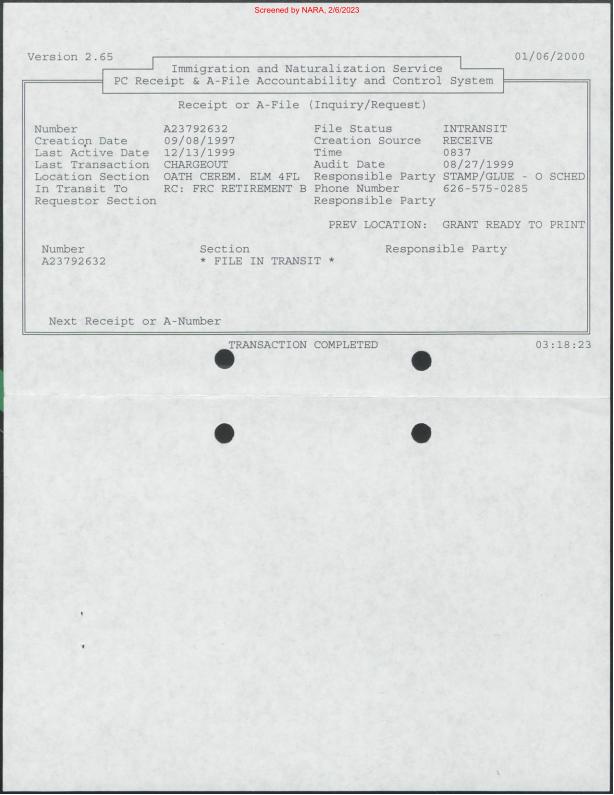 Screened by NARA, 2/6/2023
Version 2.65 01/06/2000
Immigration and Naturalization Service
PC Receipt & A-File Accountability and Control System
Receipt or A-File (Inquiry/Request)
Number A23792632 File Status INTRANSIT
Creation Date 09/08/1997 Creation Source RECEIVE
Last Active Date 12/13/1999 Time 0837
Last Transaction CHARGEOUT Audit Date 08/27/1999
Location Section OATH CEREM. ELM 4FL Responsible Party STAMP/GLUE - O SCHED
In Transit To RC: FRC RETIREMENT B Phone Number 626-575-0285
Requestor Section Responsible Party
PREV LOCATION: GRANT READY TO PRINT
Number Section Responsible Party
A23792632 * FILE IN TRANSIT *
Next Receipt or A-Number
TRANSACTION COMPLETED 03:18:23